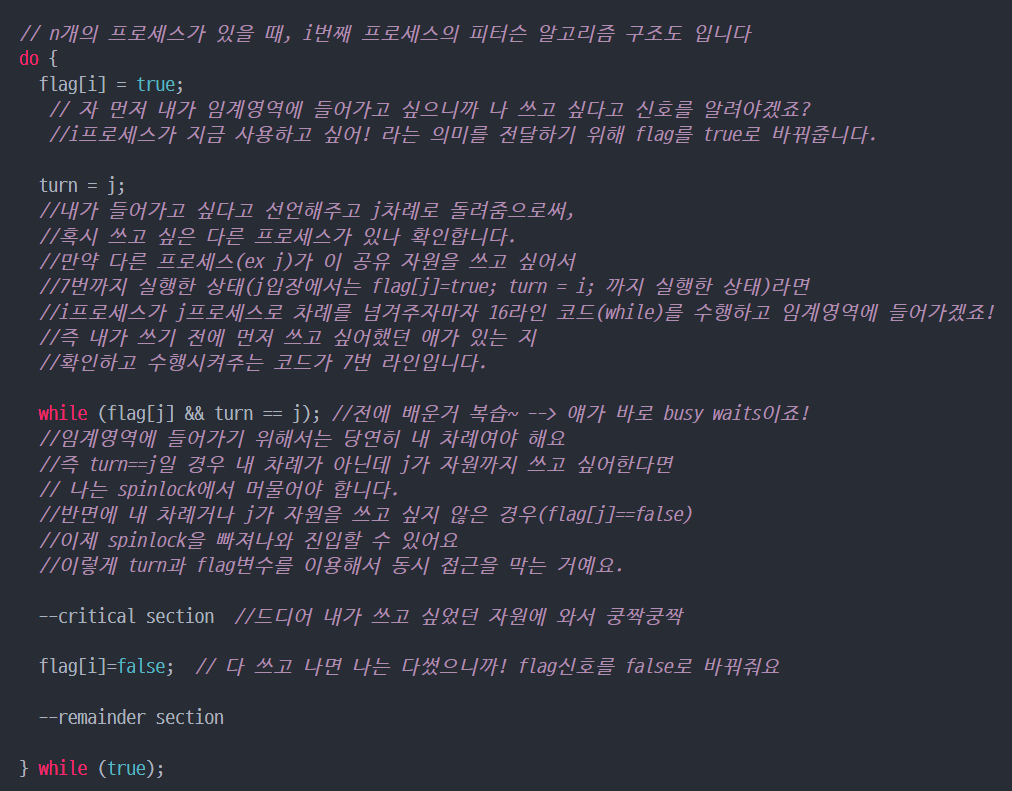 // n개의 프로세스가 있을 때, i번째 프로세스의 피터슨 알고리즘 구조도 입니다
do {
flag[i] = true;
// 자 먼저 내가 임계영역에 들어가고 싶으니까 나 쓰고 싶다고 신호를 알려야겠죠?
//i프로세스가 지금 사용하고 싶어! 라는 의미를 전달하기 위해 flag를 true로 바꿔줍니다.
turn = j;
//내가 들어가고 싶다고 선언해주고 j차례로 돌려줌으로써,
//혹시 쓰고 싶은 다른 프로세스가 있나 확인합니다.
//만약 다른 프로세스(ex j)가 이 공유 자원을 쓰고 싶어서
//7번까지 실행한 상태(j입장에서는 flag[j]=true; turn = i; 까지 실행한 상태)라면
//i프로세스가 j프로세스로 차례를 넘겨주자마자 16라인 코드(while)를 수행하고 임계영역에 들어가겠죠!
//즉 내가 쓰기 전에 먼저 쓰고 싶어했던 애가 있는 지
//확인하고 수행시켜주는 코드가 7번 라인입니다.
while (flag[j] && turn == j); //전에 배운거 복습~ --> 얘가 바로 busy waits이죠!
//임계영역에 들어가기 위해서는 당연히 내 차례여야 해요
//즉 turn==j일 경우 내 차례가 아닌데 j가 자원까지 쓰고 싶어한다면
// 나는 spinlock에서 머물어야 합니다.
//반면에 내 차례거나 j가 자원을 쓰고 싶지 않은 경우(flag[j]==false)
//이제 spinlock을 빠져나와 진입할 수 있어요
//이렇게 turn과 flag변수를 이용해서 동시 접근을 막는 거예요.
--critical section //드디어 내가 쓰고 싶었던 자원에 와서 쿵짝쿵짝
flag[i]=false; // 다 쓰고 나면 나는 다썼으니까! flag신호를 false로 바꿔줘요
--remainder section
} while (true);